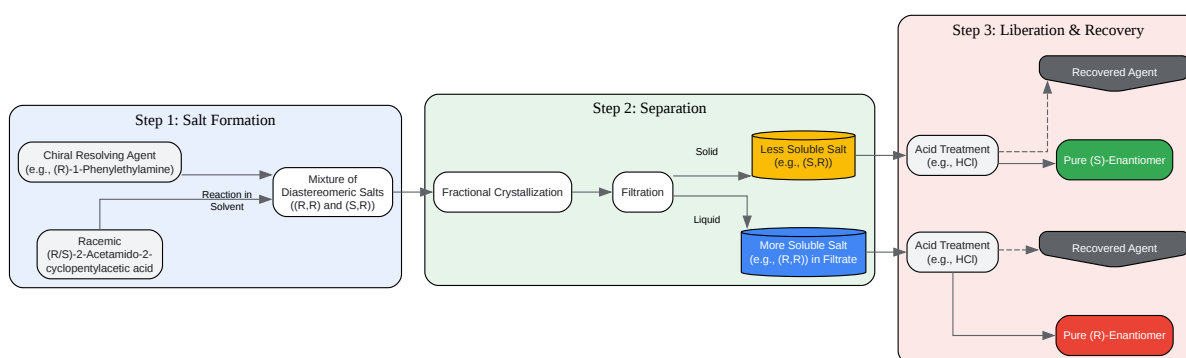 Step 1: Salt Formation
Chiral Resolving Agent
(e.g., (R)-1-Phenylethylamine)
Reaction in
Solvent
Racemic
(R/S)-2-Acetamido-2-
cyclopentylacetic acid
Mixture of
Diastereomeric Salts
((R,R) and (S,R))
Step 2: Separation
Fractional Crystallization
Filtration
Solid
Liquid
Less Soluble Salt
(e.g., (S,R))
More Soluble Salt
(e.g., (R,R)) in Filtrate
Step 3: Liberation & Recovery
Acid Treatment
(e.g., HCl)
Recovered Agent
Pure (S)-Enantiomer
Acid Treatment
(e.g., HCl)
Recovered Agent
Pure (R)-Enantiomer